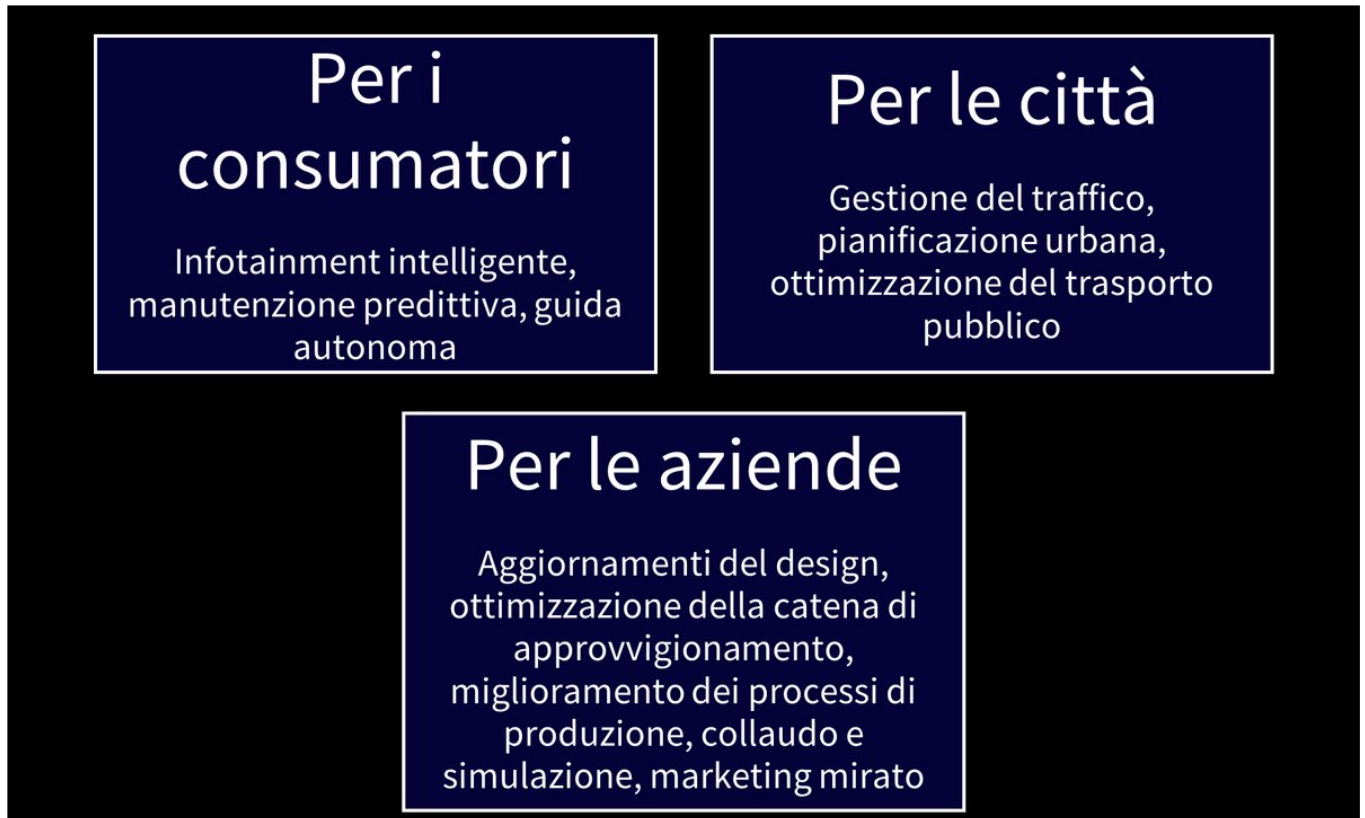 Per i
consumatori
Infotainment intelligente,
manutenzione predittiva, guida
autonoma
Per le città
Gestione del traffico,
pianificazione urbana,
ottimizzazione del trasporto
pubblico
Per le aziende
Aggiornamenti del design,
ottimizzazione della catena di
approvvigionamento,
miglioramento dei processi di
produzione, collaudo e
simulazione, marketing mirato